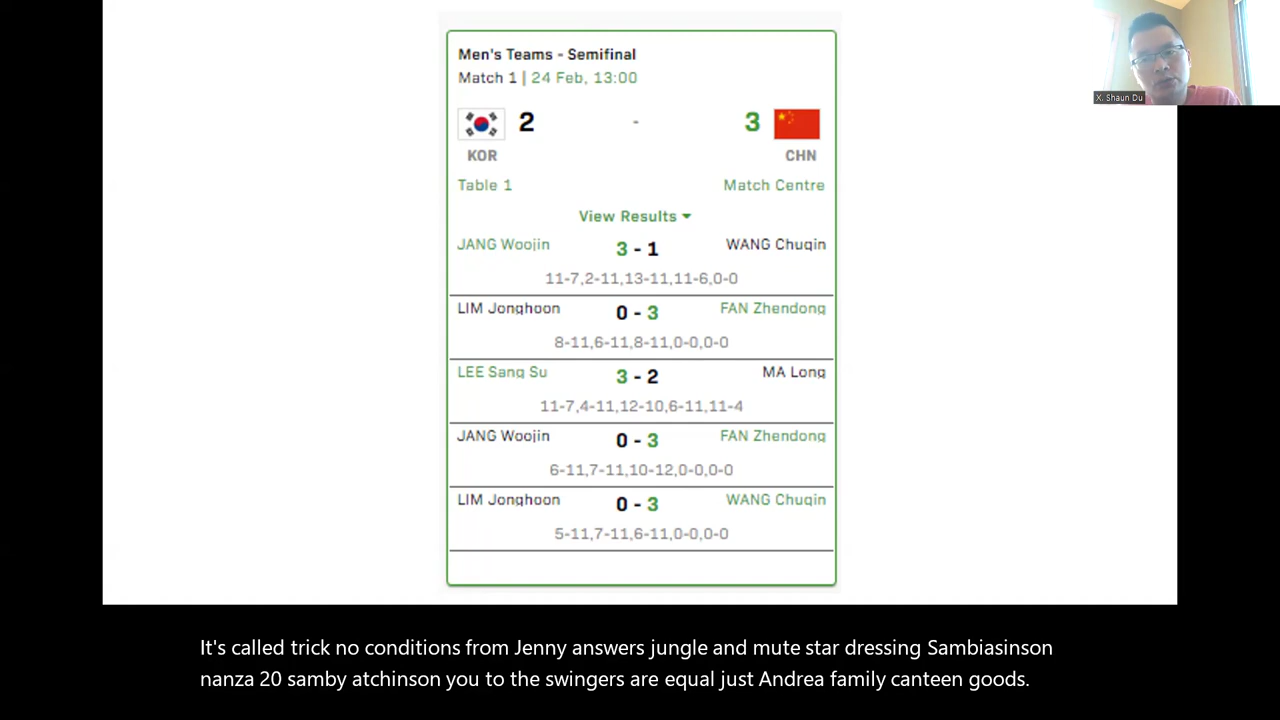 X. Shaun Du
Men's Teams - Semifinal
Match 1 | 24 Feb, 13:00
2 - 3
KOR CHN
Table 1 Match Centre
View Results
JANG Woojin 3 - 1 WANG Chuqin
11-7,2-11,13-11,11-6,0-0
LIM Jonghoon 0 - 3 FAN Zhendong
8-11,6-11,8-11,0-0,0-0
LEE Sang Su 3 - 2 MA Long
11-7,4-11,12-10,6-11,11-4
JANG Woojin 0 - 3 FAN Zhendong
6-11,7-11,10-12,0-0,0-0
LIM Jonghoon 0 - 3 WANG Chuqin
5-11,7-11,6-11,0-0,0-0
It's called trick no conditions from Jenny answers jungle and mute star dressing Sambiasinson
nanza 20 samby atchinson you to the swingers are equal just Andrea family canteen goods.